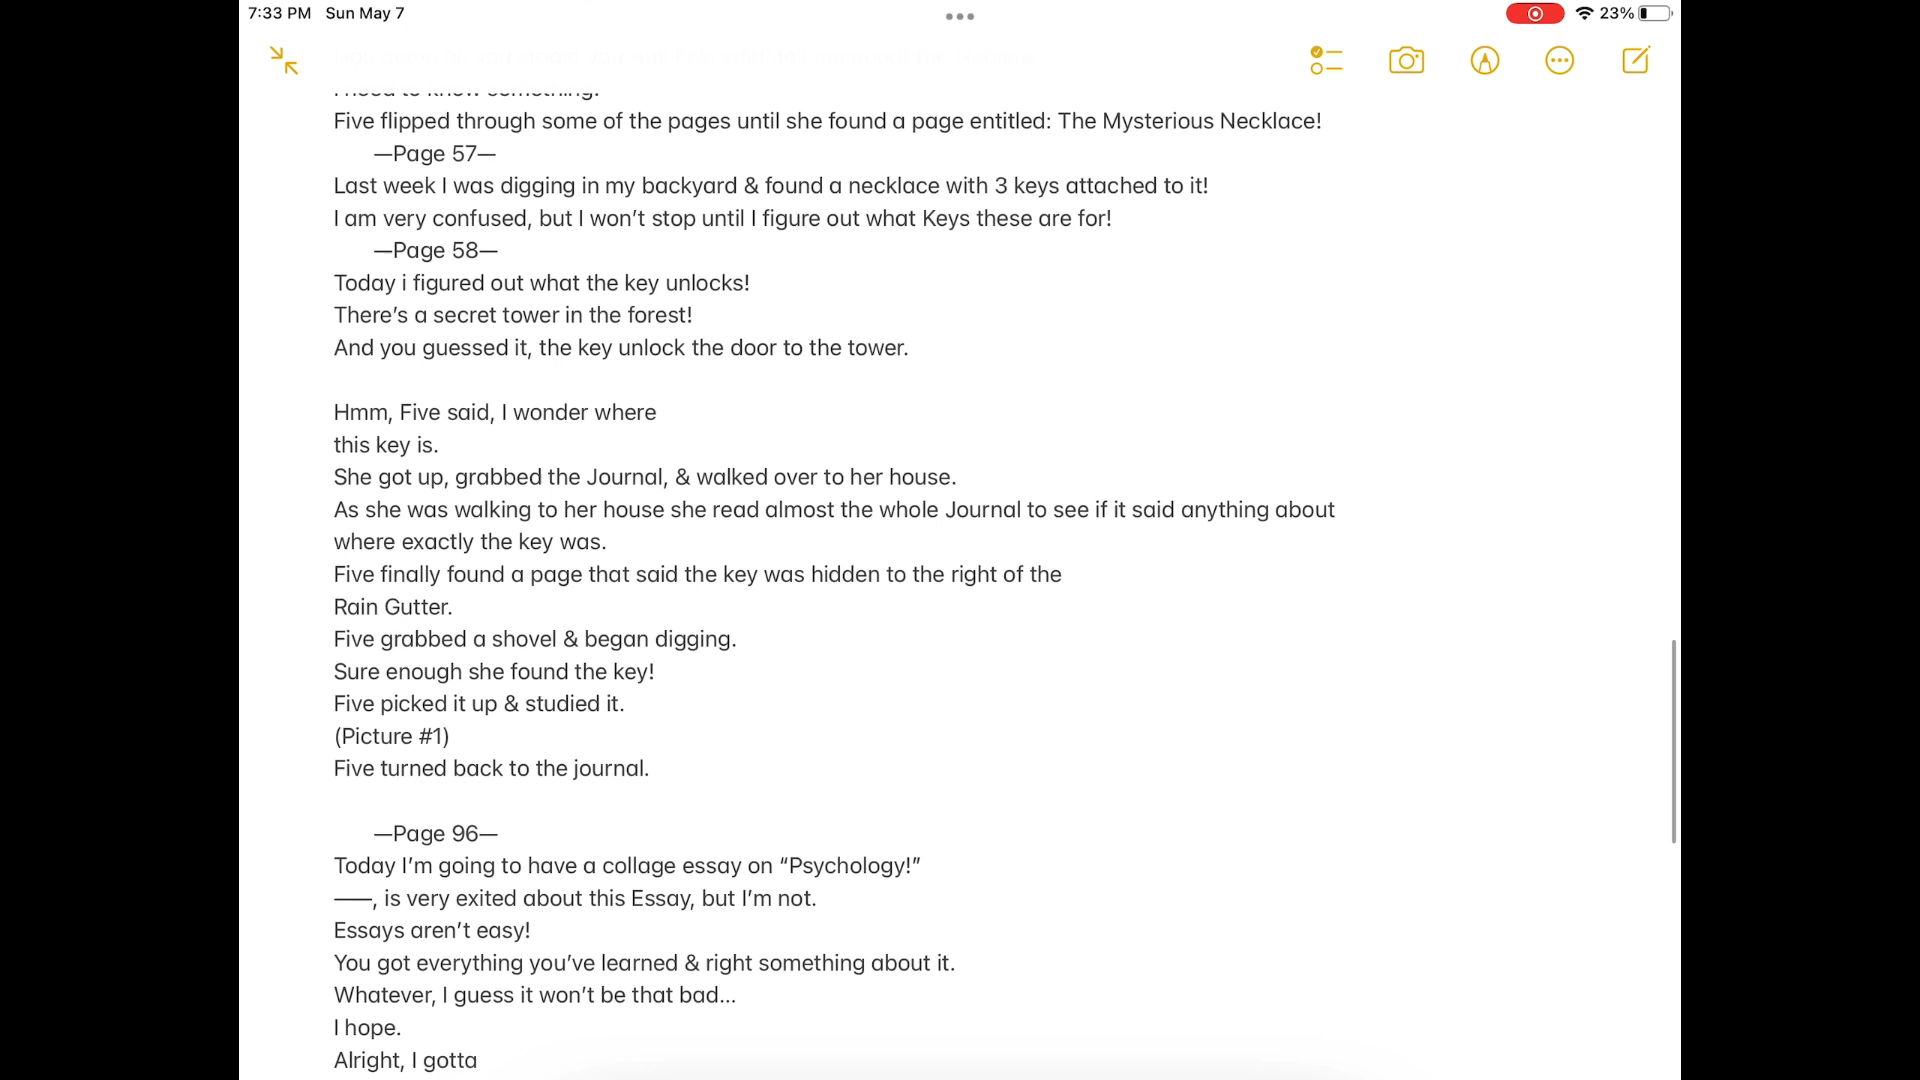 7:33 PM Sun May 7
23%
I need to know something.
Five flipped through some of the pages until she found a page entitled: The Mysterious Necklace!
—Page 57—
Last week I was digging in my backyard & found a necklace with 3 keys attached to it!
I am very confused, but I won’t stop until I figure out what Keys these are for!
—Page 58—
Today i figured out what the key unlocks!
There’s a secret tower in the forest!
And you guessed it, the key unlock the door to the tower.
Hmm, Five said, I wonder where
this key is.
She got up, grabbed the Journal, & walked over to her house.
As she was walking to her house she read almost the whole Journal to see if it said anything about
where exactly the key was.
Five finally found a page that said the key was hidden to the right of the
Rain Gutter.
Five grabbed a shovel & began digging.
Sure enough she found the key!
Five picked it up & studied it.
(Picture #1)
Five turned back to the journal.
—Page 96—
Today I’m going to have a collage essay on “Psychology!”
——, is very exited about this Essay, but I’m not.
Essays aren’t easy!
You got everything you’ve learned & right something about it.
Whatever, I guess it won’t be that bad...
I hope.
Alright, I gotta